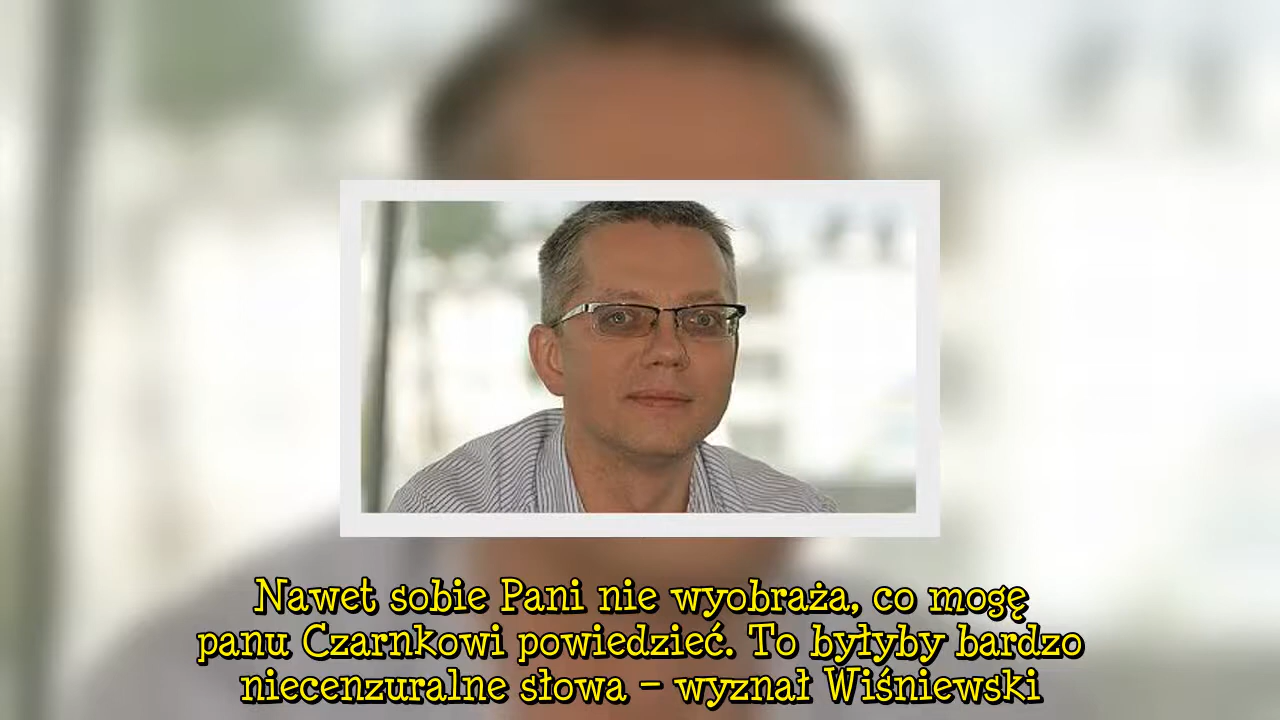 Nawet sobie Pani nie wyobraża, co mogę
panu Czarnkowi powiedzieć. To byłyby bardzo
niecenzuralne słowa - wyznał Wiśniewski